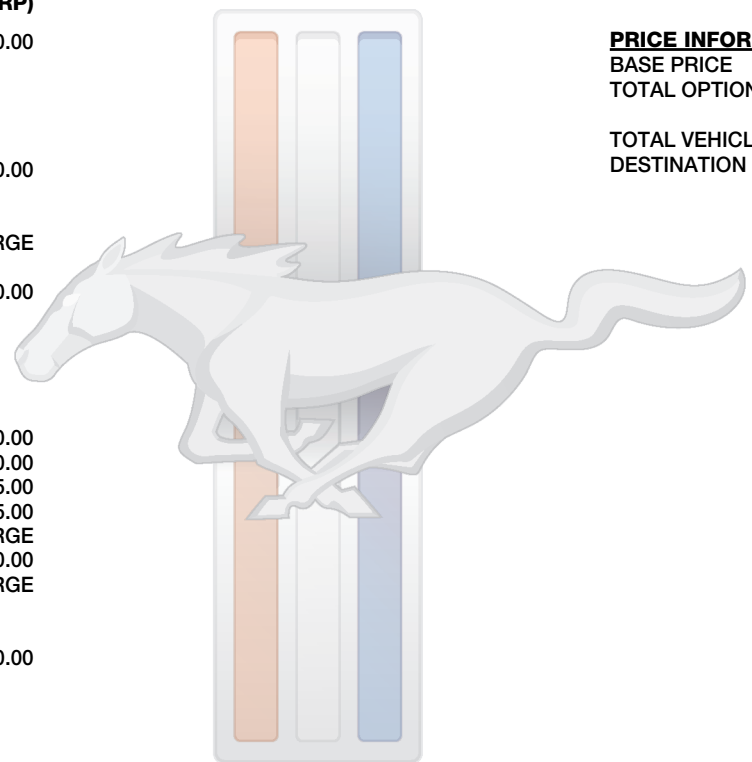 RP)
0.00
0.00
RGE
0.00
0.00
0.00
5.00
5.00
RGE
0.00
RGE
0.00
PRICE INFOR
BASE PRICE
TOTAL OPTION
TOTAL VEHICL
DESTINATION